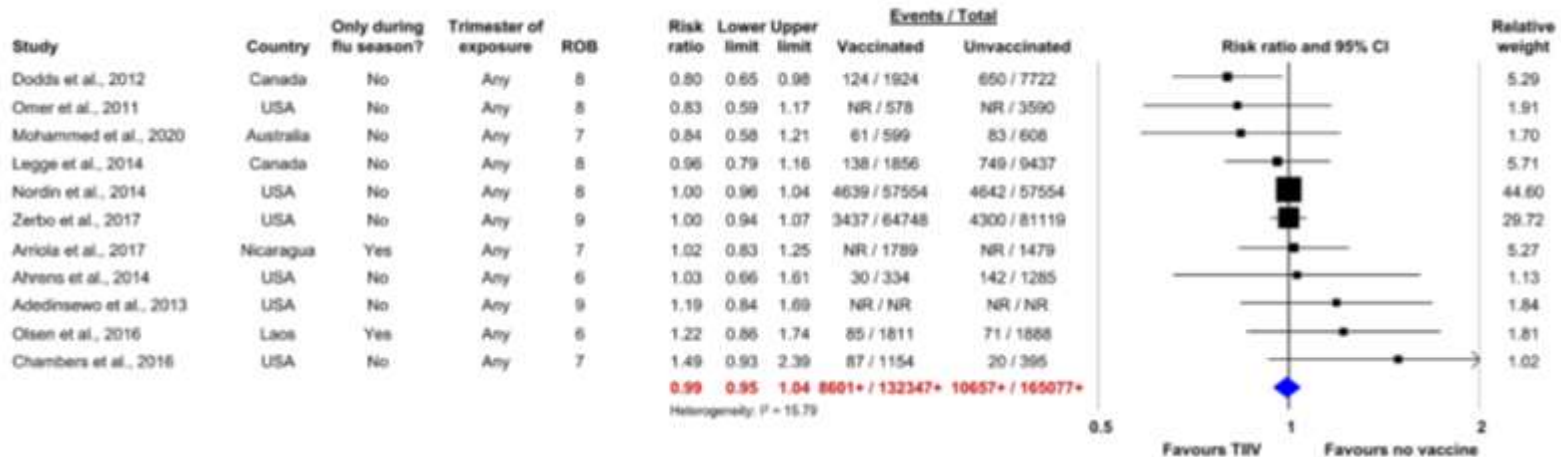 Events / Total
Only during Trimester of Risk Lower Upper Relative
Study Country flu season? exposure ROB ratio limit limit Vaccinated Unvaccinated Risk ratio and 95% CI weight
Dodds et al., 2012 Canada No Any 8 0.80 0.65 0.98 124 / 1924 650 / 7722 5.29
Omer et al. 2011 USA No Any 8 0.83 0.59 1.17 NR / 578 NR / 3590 1.91
Mohammed et al., 2020 Australia No Any 7 0.84 0.58 1.21 61 / 599 83 / 608 1.70
Legge et al., 2014 Canada No Any 8 0.96 0.79 1.16 138 / 1856 749 / 9437 5.71
Nordin et al., 2014 USA No Any 8 1.00 0.96 1.04 4639 / 57554 4642 / 57554 44.60
Zerbo et al., 2017 USA No Any 9 1.00 0.94 1.07 3437 / 64748 4300 / 81119 29.72
Arriola et al., 2017 Nicaragua Yes Any 7 1.02 0.83 1.25 NR / 1789 NR / 1479 5.27
Ahrens et al., 2014 USA No Any 6 1.03 0.66 1.61 30 / 334 142 / 1285 1.13
Adedinsewo et al., 2013 USA No Any 9 1.19 0.84 1.69 NR / NR NR / NR 1.84
Olsen et al., 2016 Laos Yes Any 6 1.22 0.86 1.74 85 / 1811 71 / 1888 1.81
Chambers et al., 2016 USA No Any 7 1.49 0.93 2.39 87 / 1154 20 / 395 1.02
0.99 0.95 1.04 8601+ / 132347+ 10657+ / 165077+
Heterogeneity: I² = 15.79
0.5 1 2
Favours TIIV Favours no vaccine